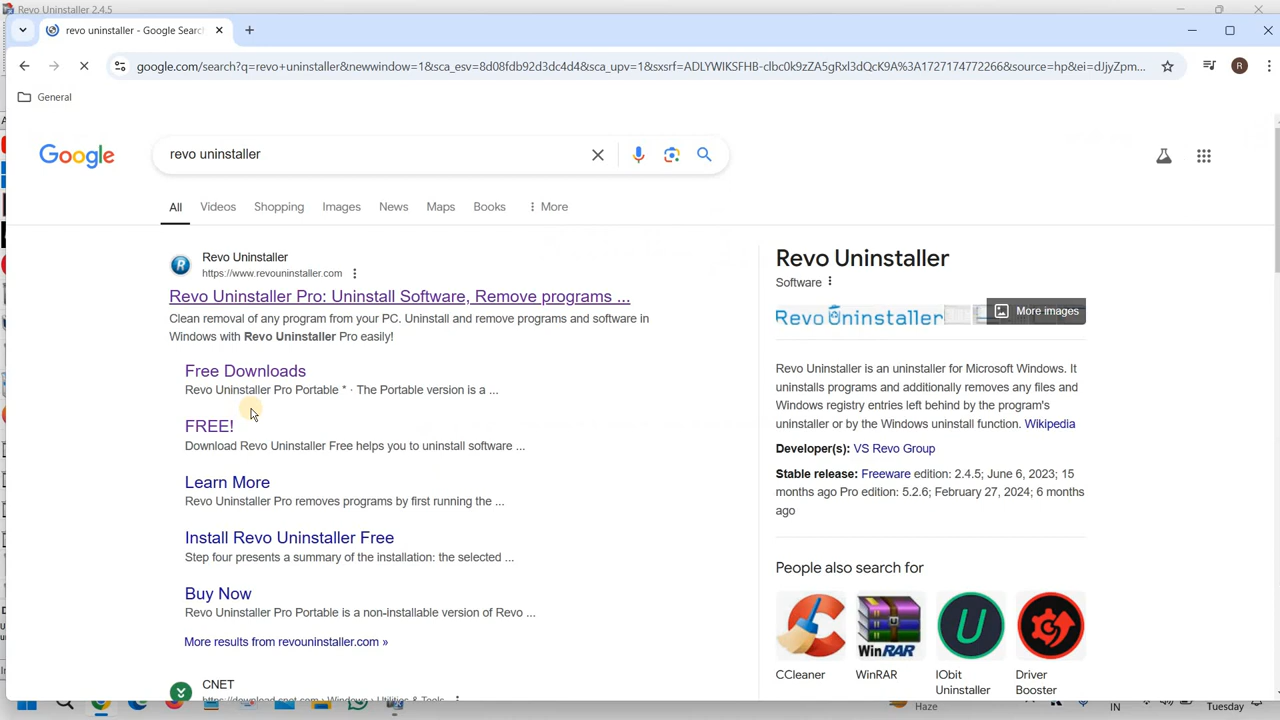 Revo Uninstaller 2.4.5
revo uninstaller - Google Searc
google.com/search?q=revo+uninstaller&newwindow=1&sca_esv=8d08fdb92d3dc4d4&sca_upv=1&sxsrf=ADLYWIKSFHB-clbc0k9zZA5gRxl3dQcK9A%3A1727174772266&source=hp&ei=dJjyZpm...
R
General
Google
revo uninstaller
All
Videos
Shopping
Images
News
Maps
Books
More
Revo Uninstaller
https://www.revouninstaller.com
Revo Uninstaller Pro: Uninstall Software, Remove programs ...
Clean removal of any program from your PC. Uninstall and remove programs and software in
Windows with Revo Uninstaller Pro easily!
Free Downloads
Revo Uninstaller Pro Portable * · The Portable version is a ...
FREE!
Download Revo Uninstaller Free helps you to uninstall software ...
Learn More
Revo Uninstaller Pro removes programs by first running the ...
Install Revo Uninstaller Free
Step four presents a summary of the installation: the selected ...
Buy Now
Revo Uninstaller Pro Portable is a non-installable version of Revo ...
More results from revouninstaller.com »
CNET
https://download.cnet.com › Windows › Utilities & Tools
Revo Uninstaller
Software
Revo Uninstaller
More images
Revo Uninstaller is an uninstaller for Microsoft Windows. It
uninstalls programs and additionally removes any files and
Windows registry entries left behind by the program's
uninstaller or by the Windows uninstall function. Wikipedia
Developer(s): VS Revo Group
Stable release: Freeware edition: 2.4.5; June 6, 2023; 15
months ago Pro edition: 5.2.6; February 27, 2024; 6 months
ago
People also search for
WinRAR
CCleaner
WinRAR
IObit
Uninstaller
Driver
Booster
Haze
IN
Tuesday